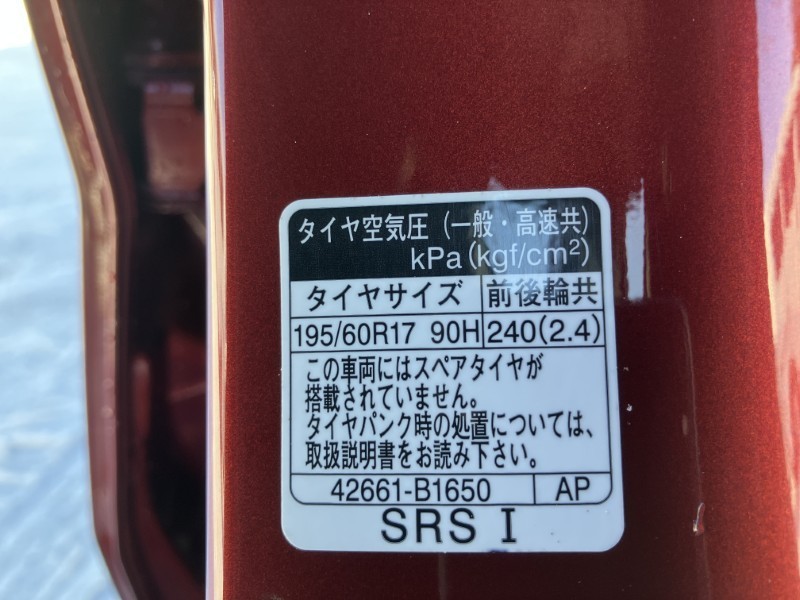 タイヤ空気圧（一般・高速共）
kPa(kgf/cm²)
タイヤサイズ 前後輪共
195/60R17 90H 240(2.4)
この車両にはスペアタイヤが
搭載されていません。
タイヤパンク時の処置については、
取扱説明書をお読み下さい。
42661-B1650 AP
SRS I